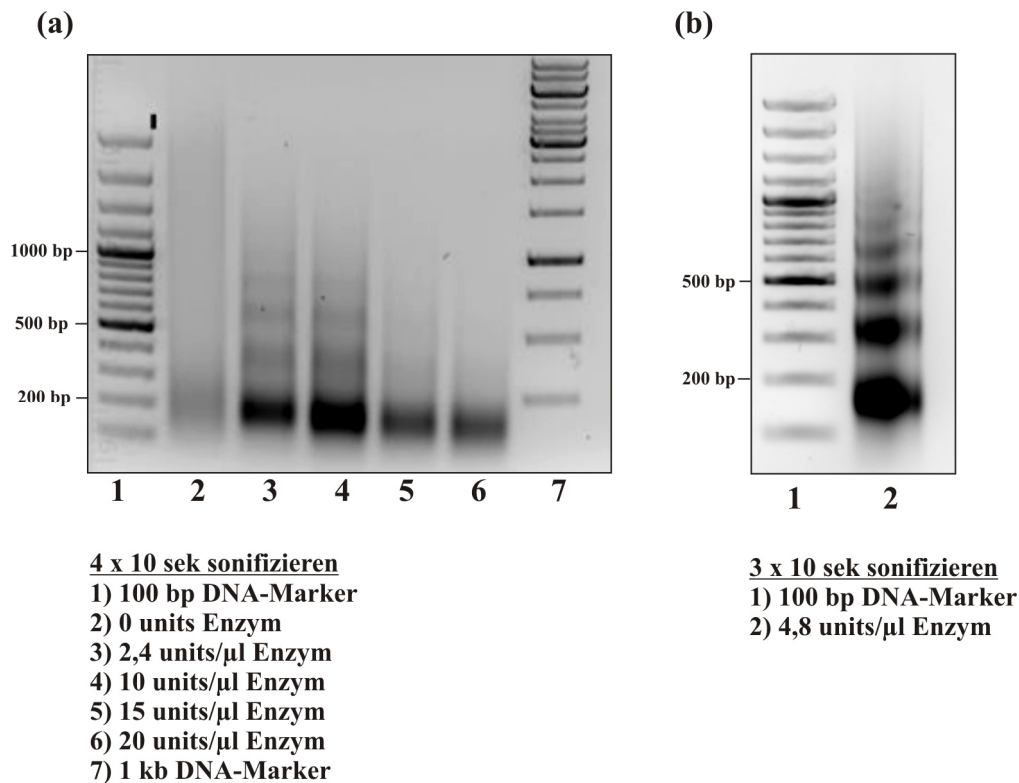 (a)
(b)
1000 bp
500 bp
200 bp
500 bp
200 bp
1 2 3 4 5 6 7
1 2
4 x 10 sek sonifizieren
1) 100 bp DNA-Marker
2) 0 units Enzym
3) 2,4 units/µl Enzym
4) 10 units/µl Enzym
5) 15 units/µl Enzym
6) 20 units/µl Enzym
7) 1 kb DNA-Marker
3 x 10 sek sonifizieren
1) 100 bp DNA-Marker
2) 4,8 units/µl Enzym